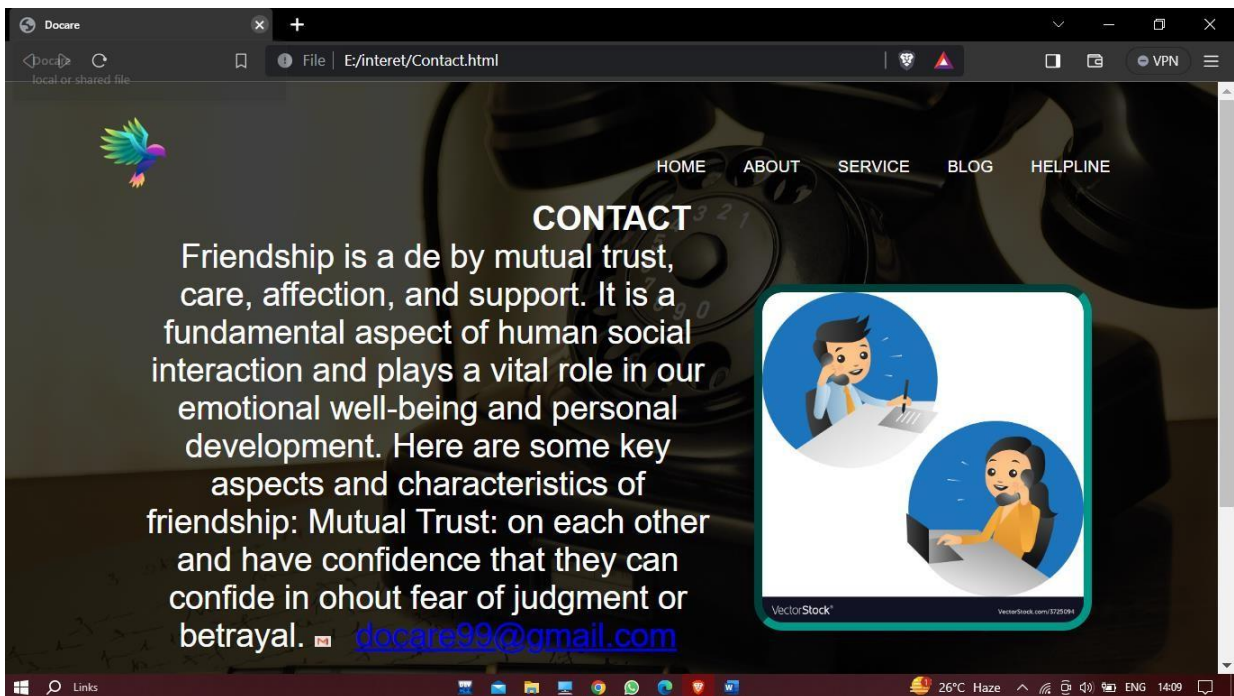 Docare
Docare
local or shared file
File E:/interet/Contact.html
VPN
HOME ABOUT SERVICE BLOG HELPLINE
CONTACT
Friendship is a de by mutual trust,
care, affection, and support. It is a
fundamental aspect of human social
interaction and plays a vital role in our
emotional well-being and personal
development. Here are some key
aspects and characteristics of
friendship: Mutual Trust: on each other
and have confidence that they can
confide in ohout fear of judgment or
betrayal. docare99@gmail.com
VectorStock®
VectorStock.com/3725094
Links
26°C Haze ENG 14:09